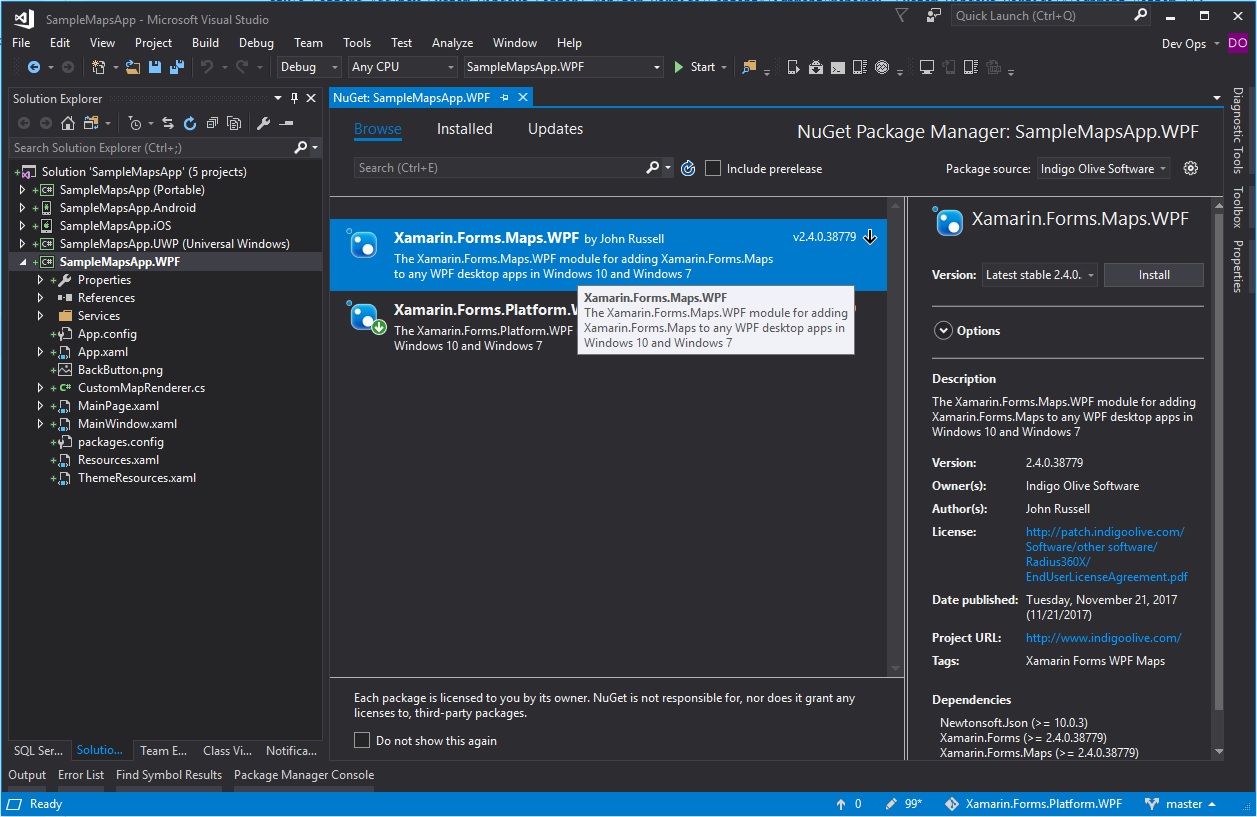 SampleMapsApp - Microsoft Visual Studio
Quick Launch (Ctrl+Q)
File Edit View Project Build Debug Team Tools Test Analyze Window Help
Dev Ops DO
Debug Any CPU SampleMapsApp.WPF Start
Solution Explorer
Search Solution Explorer (Ctrl+;)
Solution 'SampleMapsApp' (5 projects)
C# SampleMapsApp (Portable)
SampleMapsApp.Android
SampleMapsApp.iOS
C# SampleMapsApp.UWP (Universal Windows)
C# SampleMapsApp.WPF
Properties
References
Services
App.config
App.xaml
BackButton.png
C# CustomMapRenderer.cs
MainPage.xaml
MainWindow.xaml
packages.config
Resources.xaml
ThemeResources.xaml
SQL Ser... Solutio... Team E... Class Vi... Notifica...
NuGet: SampleMapsApp.WPF
Browse Installed Updates
NuGet Package Manager: SampleMapsApp.WPF
Search (Ctrl+E)
Include prerelease
Package source: Indigo Olive Software
Xamarin.Forms.Maps.WPF by John Russell v2.4.0.38779
The Xamarin.Forms.Maps.WPF module for adding Xamarin.Forms.Maps
to any WPF desktop apps in Windows 10 and Windows 7
Xamarin.Forms.Platform.W
The Xamarin.Forms.Platform.WPF
Windows 10 and Windows 7
Xamarin.Forms.Maps.WPF
The Xamarin.Forms.Maps.WPF module for adding
Xamarin.Forms.Maps to any WPF desktop apps in
Windows 10 and Windows 7
Each package is licensed to you by its owner. NuGet is not responsible for, nor does it grant any
licenses to, third-party packages.
Do not show this again
Xamarin.Forms.Maps.WPF
Version: Latest stable 2.4.0. Install
Options
Description
The Xamarin.Forms.Maps.WPF module for adding
Xamarin.Forms.Maps to any WPF desktop apps in
Windows 10 and Windows 7
Version: 2.4.0.38779
Owner(s): Indigo Olive Software
Author(s): John Russell
License: http://patch.indigoolive.com/
Software/other software/
Radius360X/
EndUserLicenseAgreement.pdf
Date published: Tuesday, November 21, 2017
(11/21/2017)
Project URL: http://www.indigoolive.com/
Tags: Xamarin Forms WPF Maps
Dependencies
Newtonsoft.Json (>= 10.0.3)
Xamarin.Forms (>= 2.4.0.38779)
Xamarin.Forms.Maps (>= 2.4.0.38779)
Diagnostic Tools
Toolbox
Properties
Output Error List Find Symbol Results Package Manager Console
Ready 0 99* Xamarin.Forms.Platform.WPF master